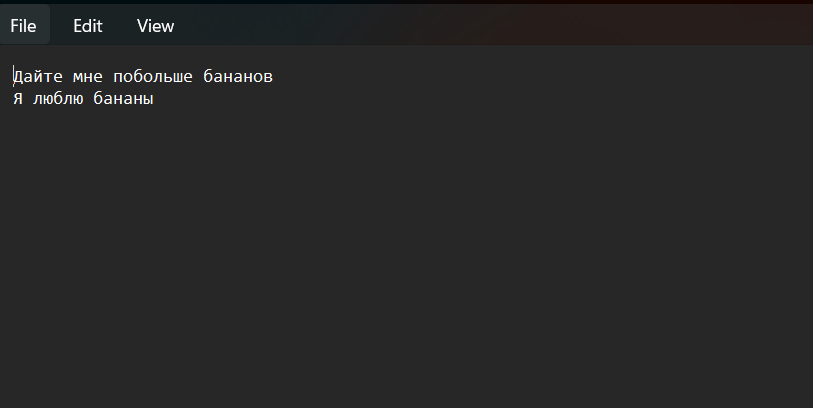 File Edit View
Дайте мне побольше бананов
Я люблю бананы